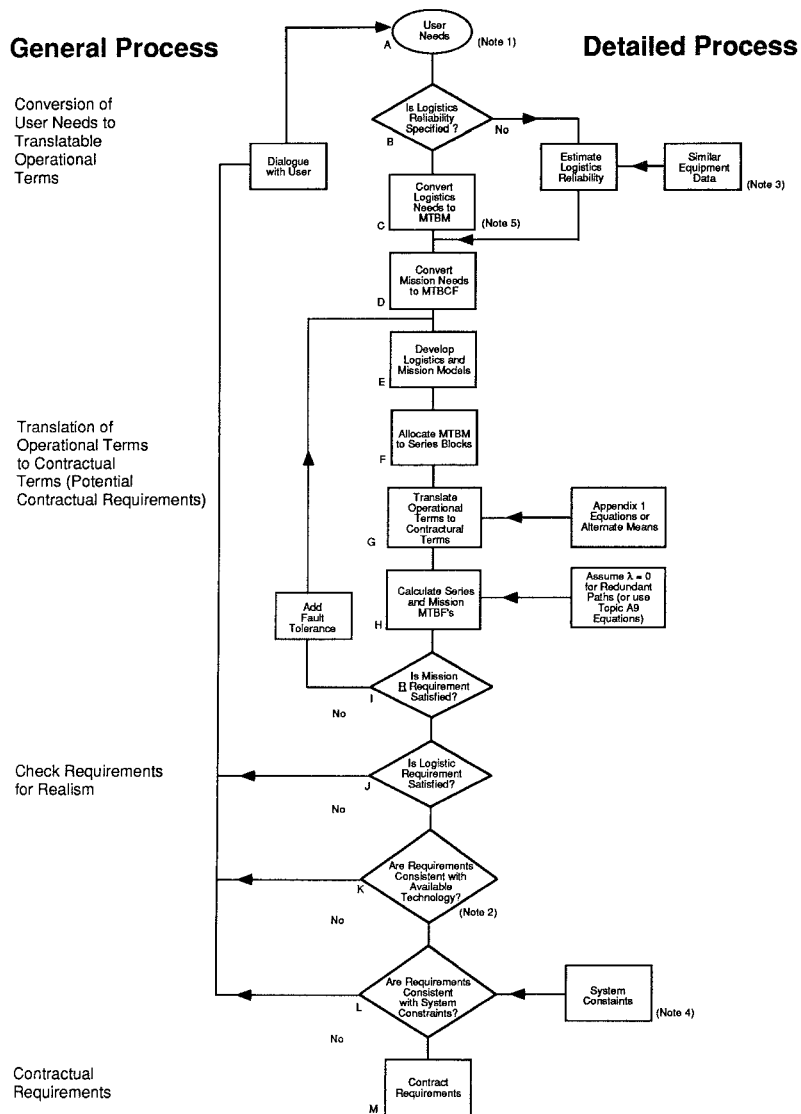 General Process
Detailed Process
User
Needs
A
(Note 1)
Conversion of
User Needs to
Translatable
Operational
Terms
Is Logistics
Reliability
Specified ?
B
No
Dialogue
with User
Estimate
Logistics
Reliability
Similar
Equipment
Data
(Note 3)
Convert
Logistics
Needs to
MTBM
C
(Note 5)
Convert
Mission Needs
to MTBCF
D
Develop
Logistics and
Mission Models
E
Translation of
Operational Terms
to Contractual
Terms (Potential
Contractual Requirements)
Allocate MTBM
to Series Blocks
F
Translate
Operational
Terms to
Contractural
Terms
G
Appendix 1
Equations or
Alternate Means
Add
Fault
Tolerance
Calculate Series
and Mission
MTBF's
H
Assume λ = 0
for Redundant
Paths (or use
Topic A9
Equations)
Is Mission
R Requirement
Satisfied?
I
No
Check Requirements
for Realism
Is Logistic
Requirement
Satisfied?
J
No
Are Requirements
Consistent with
Available
Technology?
K
(Note 2)
No
Are Requirements
Consistent
with System
Constraints?
L
System
Constaints
(Note 4)
No
Contractual
Requirements
Contract
Requirements
M